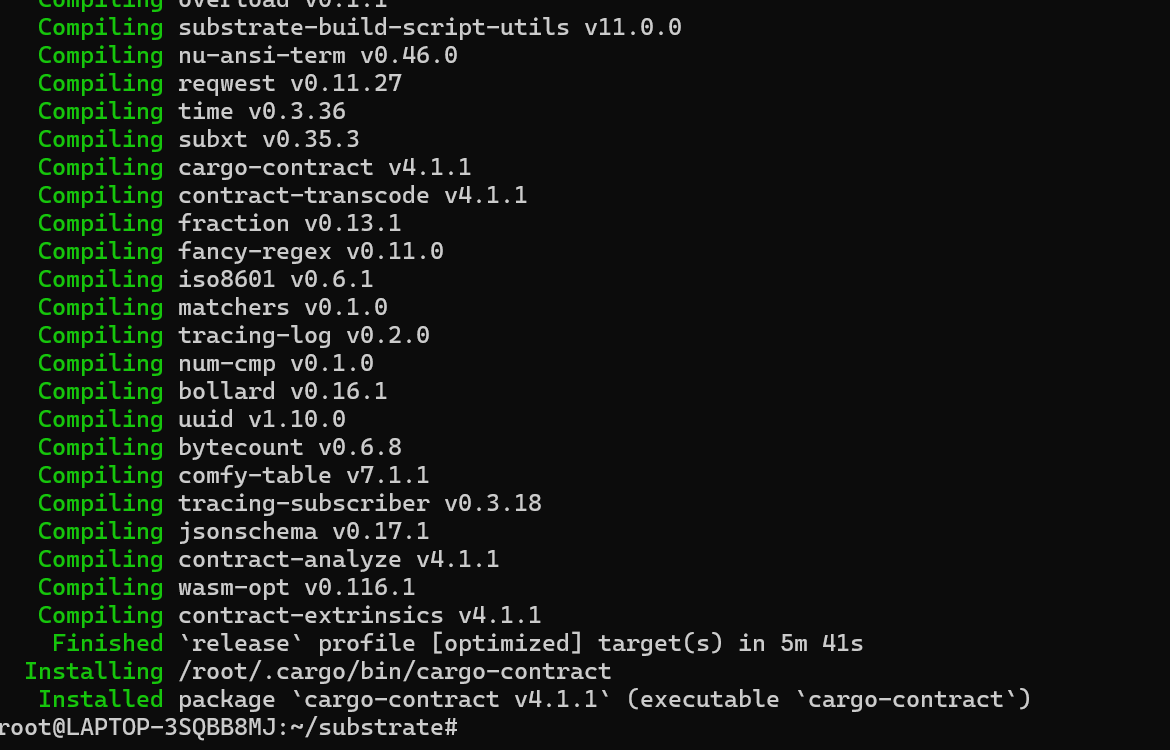 Compiling overload v0.1.1
Compiling substrate-build-script-utils v11.0.0
Compiling nu-ansi-term v0.46.0
Compiling reqwest v0.11.27
Compiling time v0.3.36
Compiling subxt v0.35.3
Compiling cargo-contract v4.1.1
Compiling contract-transcode v4.1.1
Compiling fraction v0.13.1
Compiling fancy-regex v0.11.0
Compiling iso8601 v0.6.1
Compiling matchers v0.1.0
Compiling tracing-log v0.2.0
Compiling num-cmp v0.1.0
Compiling bollard v0.16.1
Compiling uuid v1.10.0
Compiling bytecount v0.6.8
Compiling comfy-table v7.1.1
Compiling tracing-subscriber v0.3.18
Compiling jsonschema v0.17.1
Compiling contract-analyze v4.1.1
Compiling wasm-opt v0.116.1
Compiling contract-extrinsics v4.1.1
Finished `release` profile [optimized] target(s) in 5m 41s
Installing /root/.cargo/bin/cargo-contract
Installed package `cargo-contract v4.1.1` (executable `cargo-contract`)
root@LAPTOP-3SQBB8MJ:~/substrate#